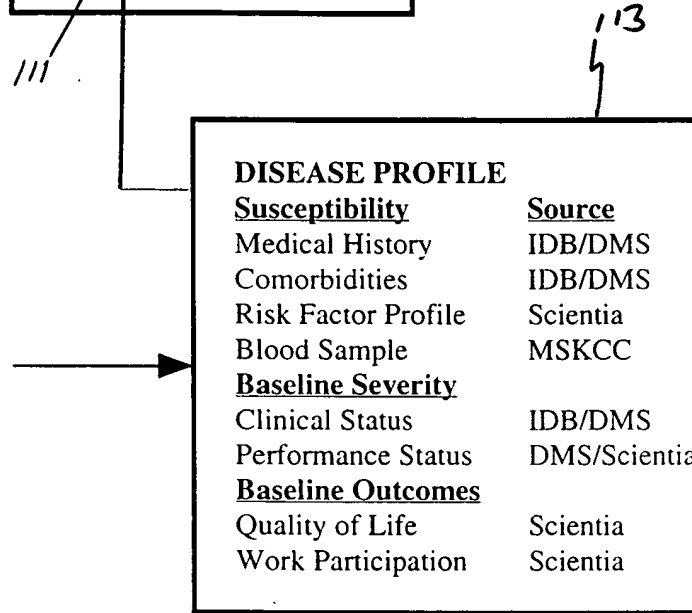 113
111
DISEASE PROFILE
Susceptibility Source
Medical History IDB/DMS
Comorbidities IDB/DMS
Risk Factor Profile Scientia
Blood Sample MSKCC
Baseline Severity
Clinical Status IDB/DMS
Performance Status DMS/Scientia
Baseline Outcomes
Quality of Life Scientia
Work Participation Scientia